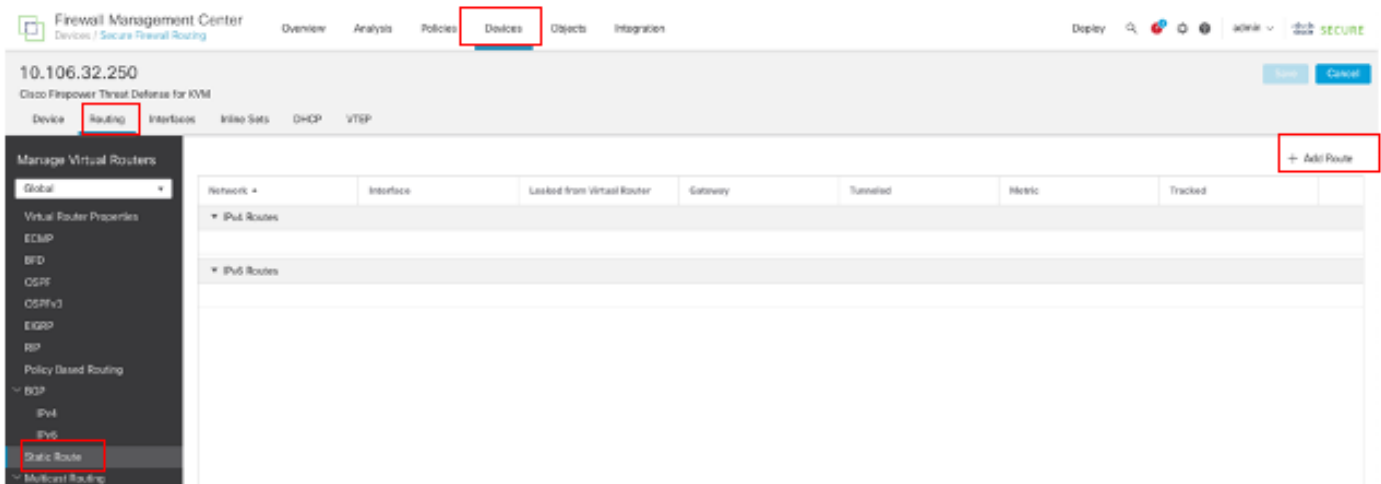 Firewall Management Center
Devices / Secure Firewall Routing
Overview Analysis Policies Devices Objects Integration
Deploy admin SECURE
10.106.32.250
Cisco Firepower Threat Defense for KVM
Save Cancel
Device Routing Interfaces Inline Sets DHCP VTEP
Manage Virtual Routers
+ Add Route
Global
Network Interface Leaked from Virtual Router Gateway Tunneled Metric Tracked
Virtual Router Properties
IPv4 Routes
ECMP
BFD
IPv6 Routes
OSPF
OSPFv3
EIGRP
RIP
Policy Based Routing
BGP
IPv4
IPv6
Static Route
Multicast Routing